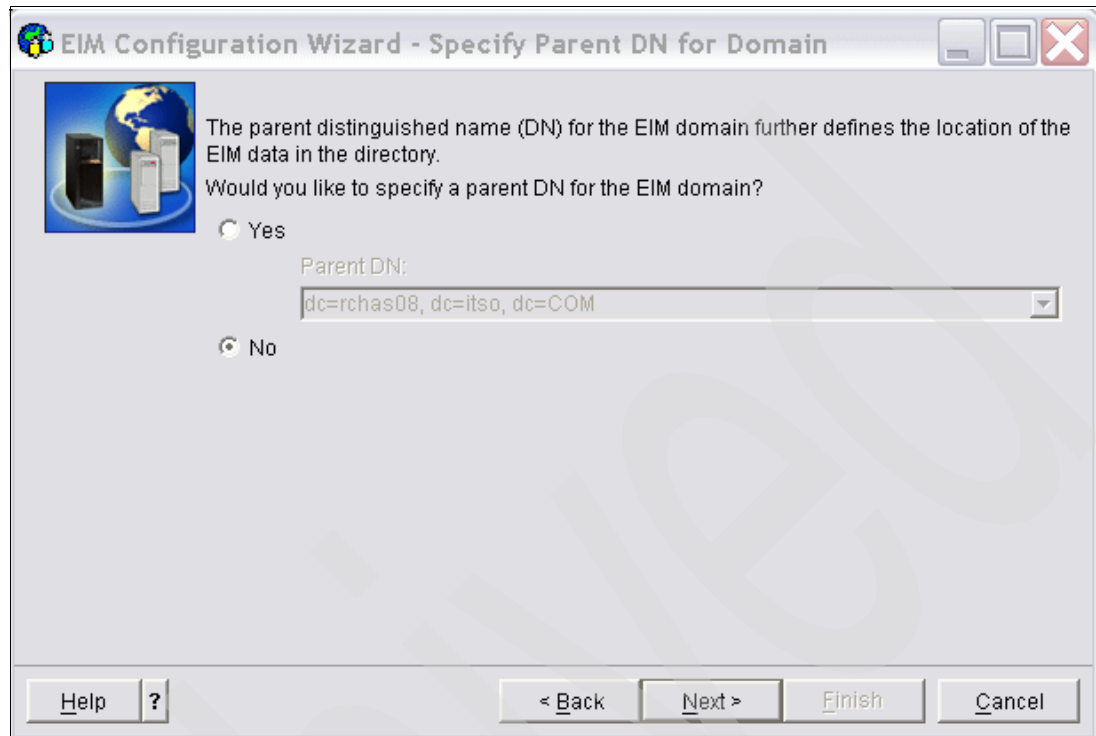 EIM Configuration Wizard - Specify Parent DN for Domain
The parent distinguished name (DN) for the EIM domain further defines the location of the
EIM data in the directory.
Would you like to specify a parent DN for the EIM domain?
Yes
Parent DN:
dc=rchas08, dc=itso, dc=COM
No
Help ? < Back Next > Finish Cancel